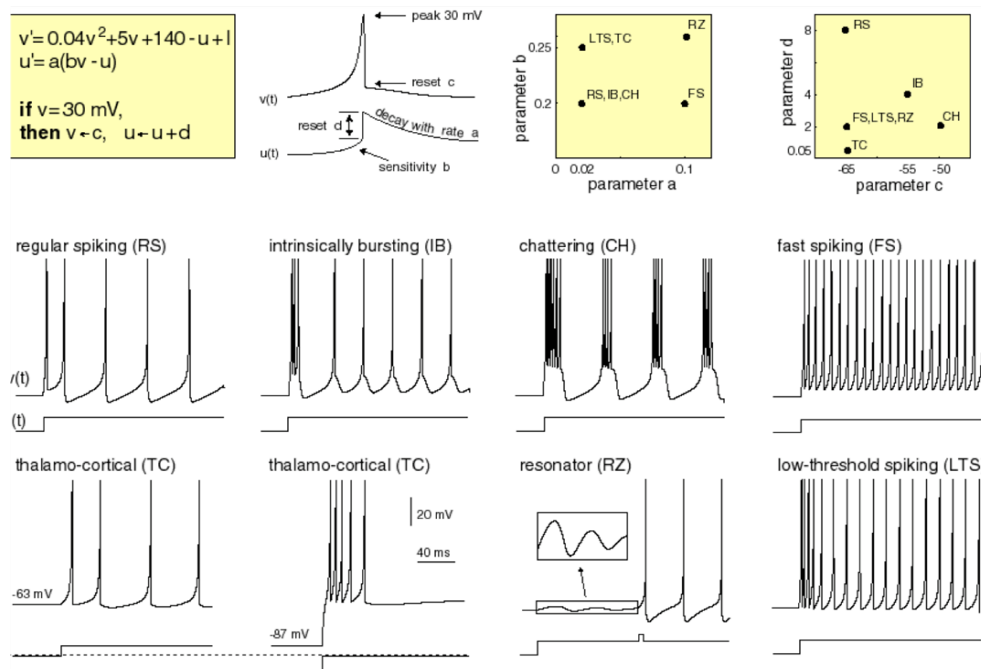 v'= 0.04v²+5v+140 - u+I
u'= a(bv - u)
if v= 30 mV,
then v←c, u←u+d
peak 30 mV
reset c
v(t)
reset d
decay with rate a
u(t)
sensitivity b
parameter b
0.25
0.2
LTS,TC
RZ
RS,IB,CH
FS
0 0.02 0.1
parameter a
parameter d
8
4
2
0.05
RS
IB
FS,LTS,RZ
CH
TC
-65 -55 -50
parameter c
regular spiking (RS)
intrinsically bursting (IB)
chattering (CH)
fast spiking (FS)
v(t)
(t)
thalamo-cortical (TC)
thalamo-cortical (TC)
resonator (RZ)
low-threshold spiking (LTS
-63 mV
20 mV
40 ms
-87 mV